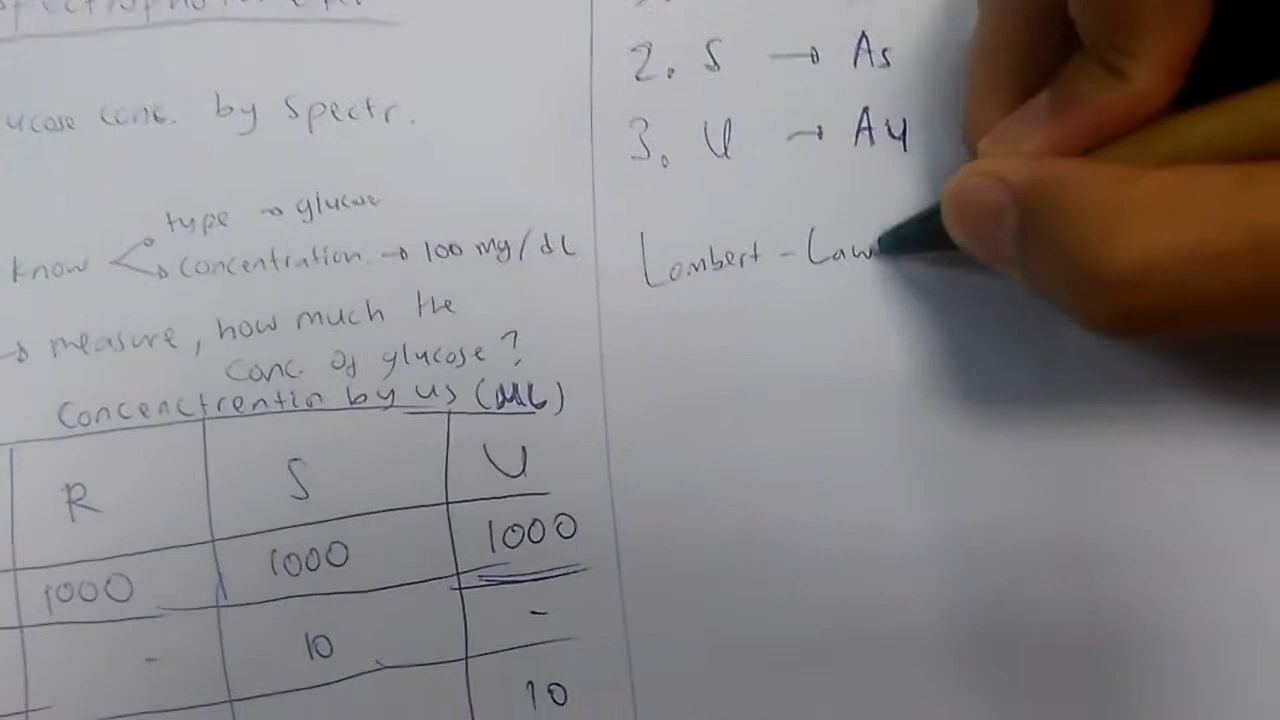 conc. by spectr.
type → glucose
know → concentration → 100 mg/dL
→ measure, how much the
conc. of glucose?
Concenctrentin by us (ML)
R S U
1000 1000 1000
- 10 -
10
2. S → As
3. U → Au
Lambert - Law